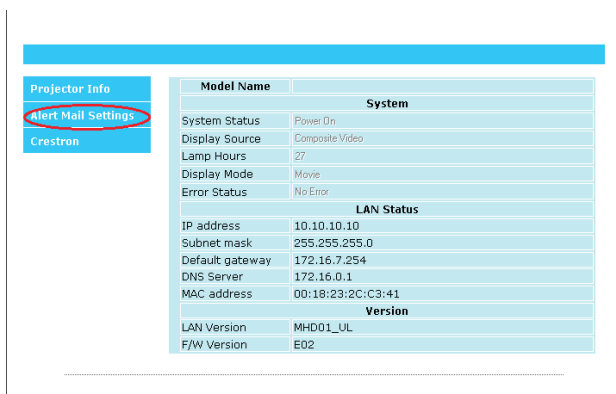 Projector Info
Alert Mail Settings
Crestron
Model Name
System
System Status Power On
Display Source Composite Video
Lamp Hours 27
Display Mode Movie
Error Status No Error
LAN Status
IP address 10.10.10.10
Subnet mask 255.255.255.0
Default gateway 172.16.7.254
DNS Server 172.16.0.1
MAC address 00:18:23:2C:C3:41
Version
LAN Version MHD01_UL
F/W Version E02